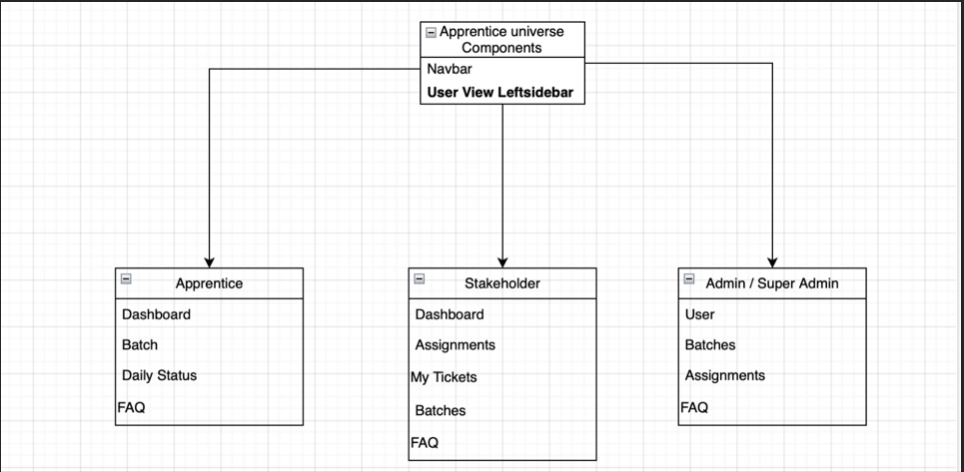 Apprentice universe
Components
Navbar
User View Leftsidebar
Apprentice
Dashboard
Batch
Daily Status
FAQ
Stakeholder
Dashboard
Assignments
My Tickets
Batches
FAQ
Admin / Super Admin
User
Batches
Assignments
FAQ